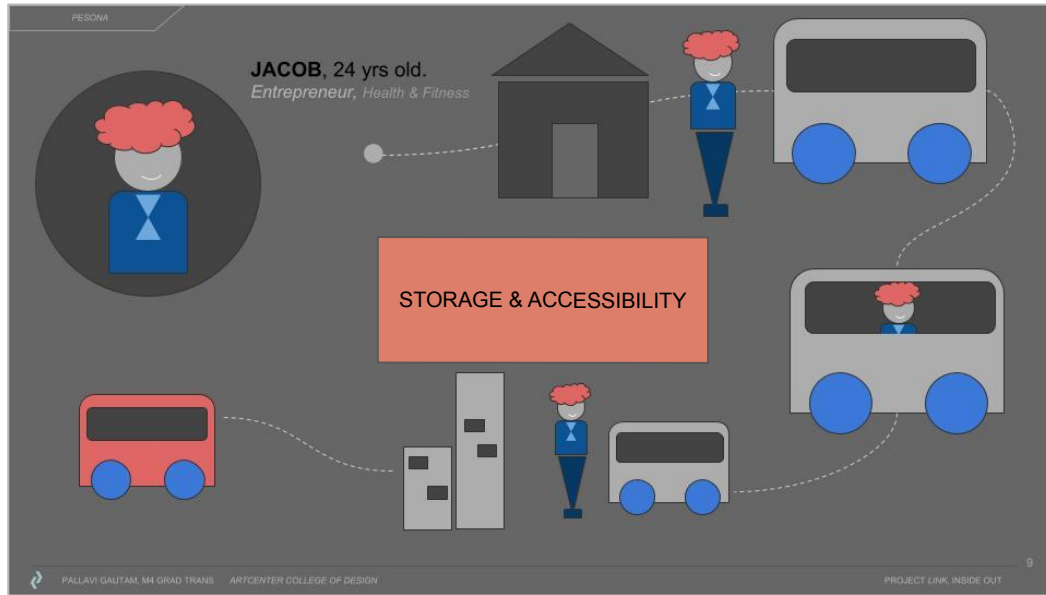 PESONA
JACOB, 24 yrs old.
Entrepreneur, Health & Fitness
STORAGE & ACCESSIBILITY
9
PALLAVI GAUTAM, M4 GRAD TRANS ARTCENTER COLLEGE OF DESIGN
PROJECT LINK, INSIDE OUT